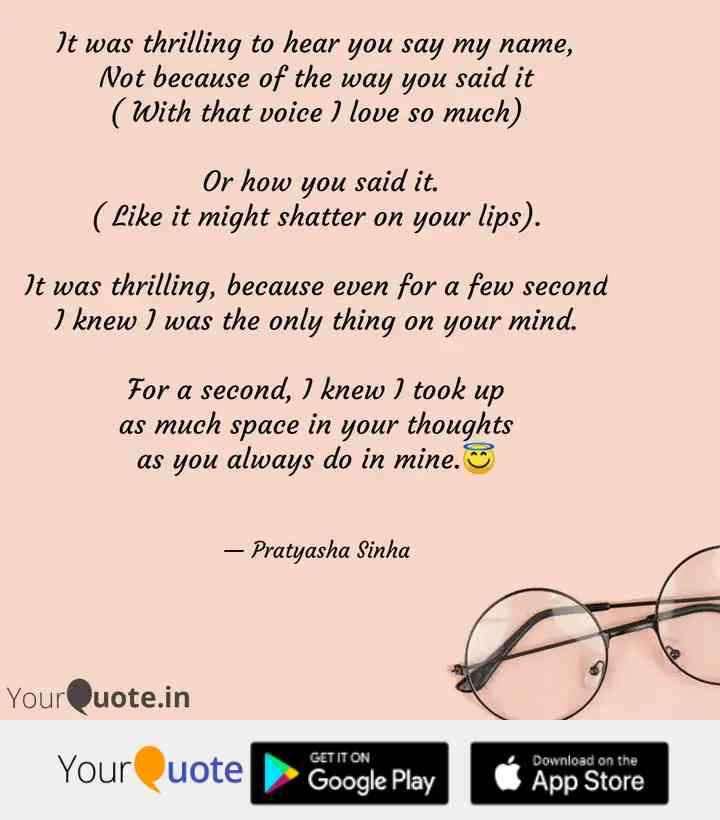 It was thrilling to hear you say my name,
Not because of the way you said it
( With that voice I love so much)
Or how you said it.
( Like it might shatter on your lips).
It was thrilling, because even for a few second
I knew I was the only thing on your mind.
For a second, I knew I took up
as much space in your thoughts
as you always do in mine.😇
— Pratyasha Sinha
YourQuote.in
YourQuote
GET IT ON
Google Play
Download on the
App Store